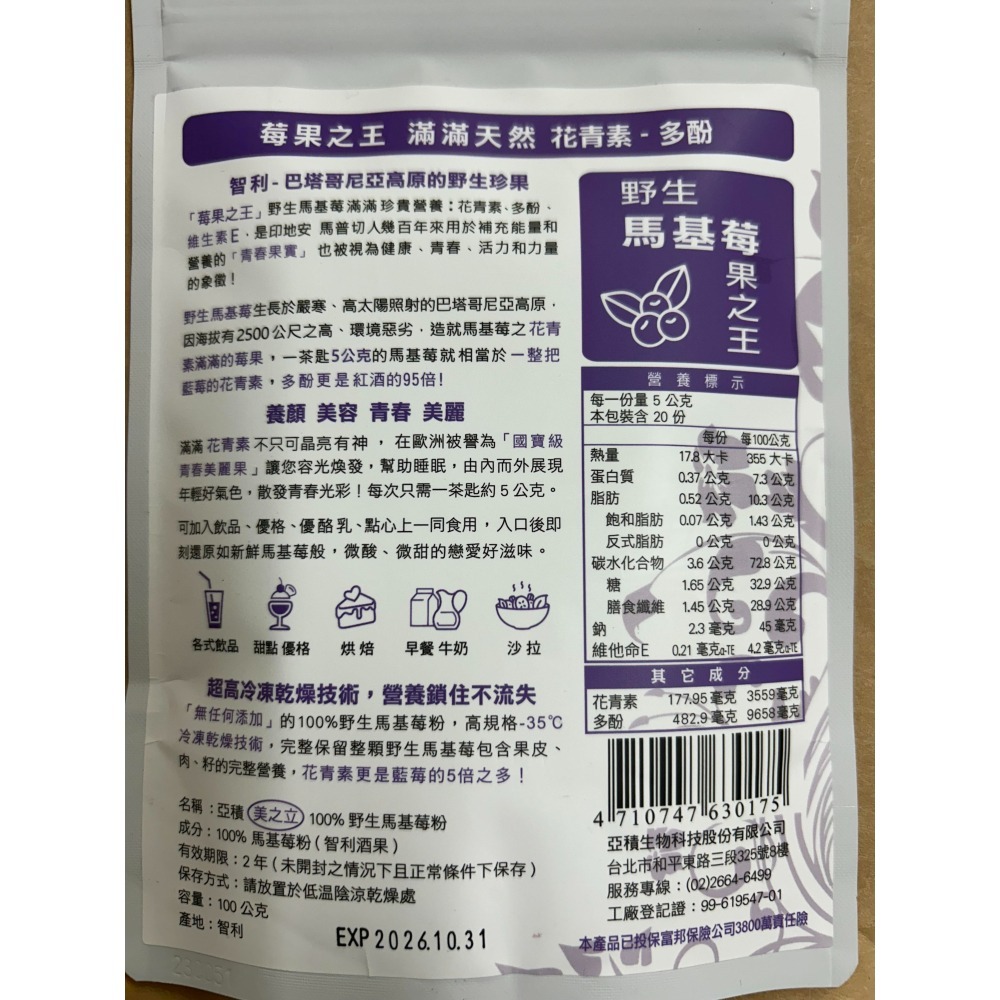 莓果之王 滿滿天然 花青素 - 多酚
智利 - 巴塔哥尼亞高原的野生珍果
「莓果之王」野生馬基莓滿滿珍貴營養：花青素、多酚、
維生素E，是印地安 馬普切人幾百年來用於補充能量和
營養的「青春果實」也被視為健康、青春、活力和力量
的象徵！
野生馬基莓生長於嚴寒、高太陽照射的巴塔哥尼亞高原，
因海拔有2500公尺之高、環境惡劣，造就馬基莓之花青
素滿滿的莓果，一茶匙5公克的馬基莓就相當於一整把
藍莓的花青素，多酚更是紅酒的95倍！
養顏 美容 青春 美麗
滿滿 花青素 不只可晶亮有神， 在歐洲被譽為「國寶級
青春美麗果」讓您容光煥發，幫助睡眠，由內而外展現
年輕好氣色，散發青春光彩！每次只需一茶匙約5公克。
可加入飲品、優格、優酪乳、點心上一同食用，入口後即
刻還原如新鮮馬基莓般，微酸、微甜的戀愛好滋味。
各式飲品 甜點 優格 烘焙 早餐 牛奶 沙拉
超高冷凍乾燥技術，營養鎖住不流失
「無任何添加」的100%野生馬基莓粉，高規格-35℃
冷凍乾燥技術，完整保留整顆野生馬基莓包含果皮、
肉、籽的完整營養，花青素更是藍莓的5倍之多！
名稱：亞積 美之立 100% 野生馬基莓粉
成分：100% 馬基莓粉（智利酒果）
有效期限：2年（未開封之情況下且正常條件下保存）
保存方式：請放置於低温陰涼乾燥處
容量：100公克
產地：智利
EXP 2026.10.31
野生
馬基莓
果之王
營養標示
每一份量 5 公克
本包裝含 20 份
每份 每100公克
熱量 17.8 大卡 355 大卡
蛋白質 0.37 公克 7.3 公克
脂肪 0.52 公克 10.3 公克
飽和脂肪 0.07 公克 1.43 公克
反式脂肪 0 公克 0 公克
碳水化合物 3.6 公克 72.8 公克
糖 1.65 公克 32.9 公克
膳食纖維 1.45 公克 28.9 公克
鈉 2.3 毫克 45 毫克
維他命E 0.21 毫克α-TE 4.2 毫克α-TE
其它成分
花青素 177.95 毫克 3559毫克
多酚 482.9 毫克 9658毫克
4 710747 630175
亞積生物科技股份有限公司
台北市和平東路三段325號8樓
服務專線：(02)2664-6499
工廠登記證：99-619547-01
本產品已投保富邦保險公司3800萬責任險